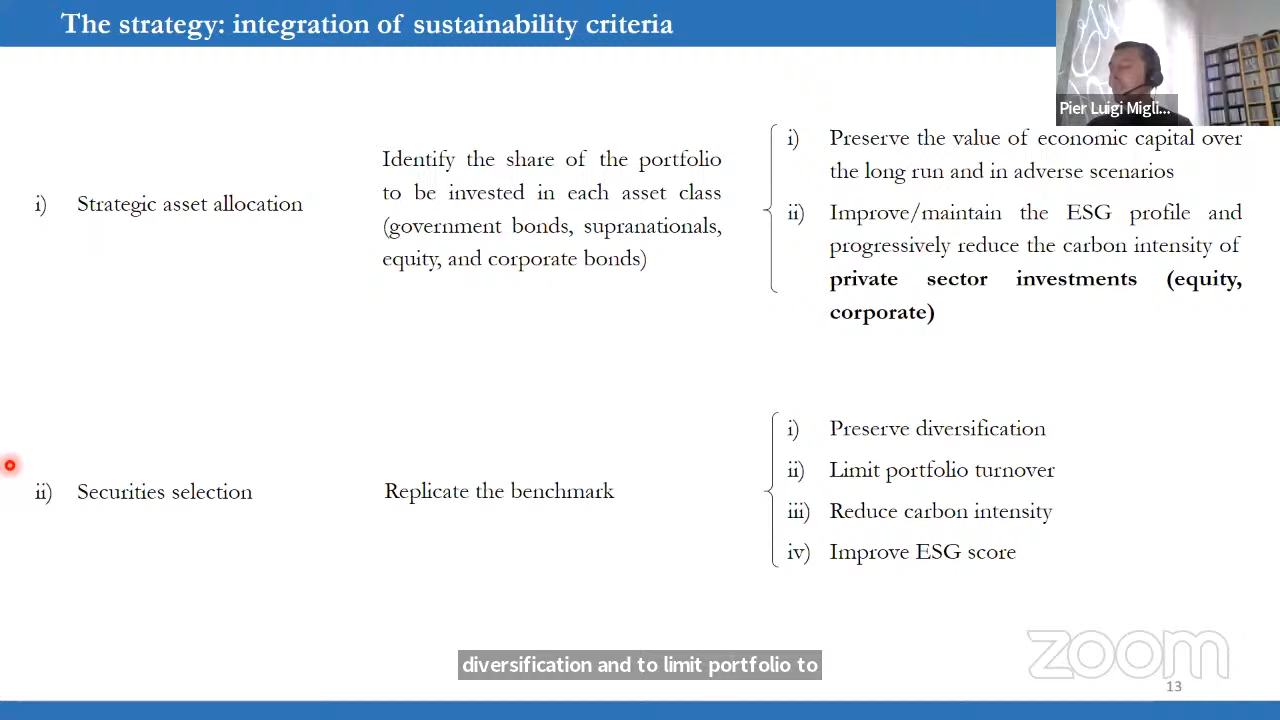 The strategy: integration of sustainability criteria
Pier Luigi Migli...
i) Strategic asset allocation
Identify the share of the portfolio
to be invested in each asset class
(government bonds, supranationals,
equity, and corporate bonds)
i) Preserve the value of economic capital over
the long run and in adverse scenarios
ii) Improve/maintain the ESG profile and
progressively reduce the carbon intensity of
private sector investments (equity,
corporate)
ii) Securities selection
Replicate the benchmark
i) Preserve diversification
ii) Limit portfolio turnover
iii) Reduce carbon intensity
iv) Improve ESG score
diversification and to limit portfolio to
zoom
13